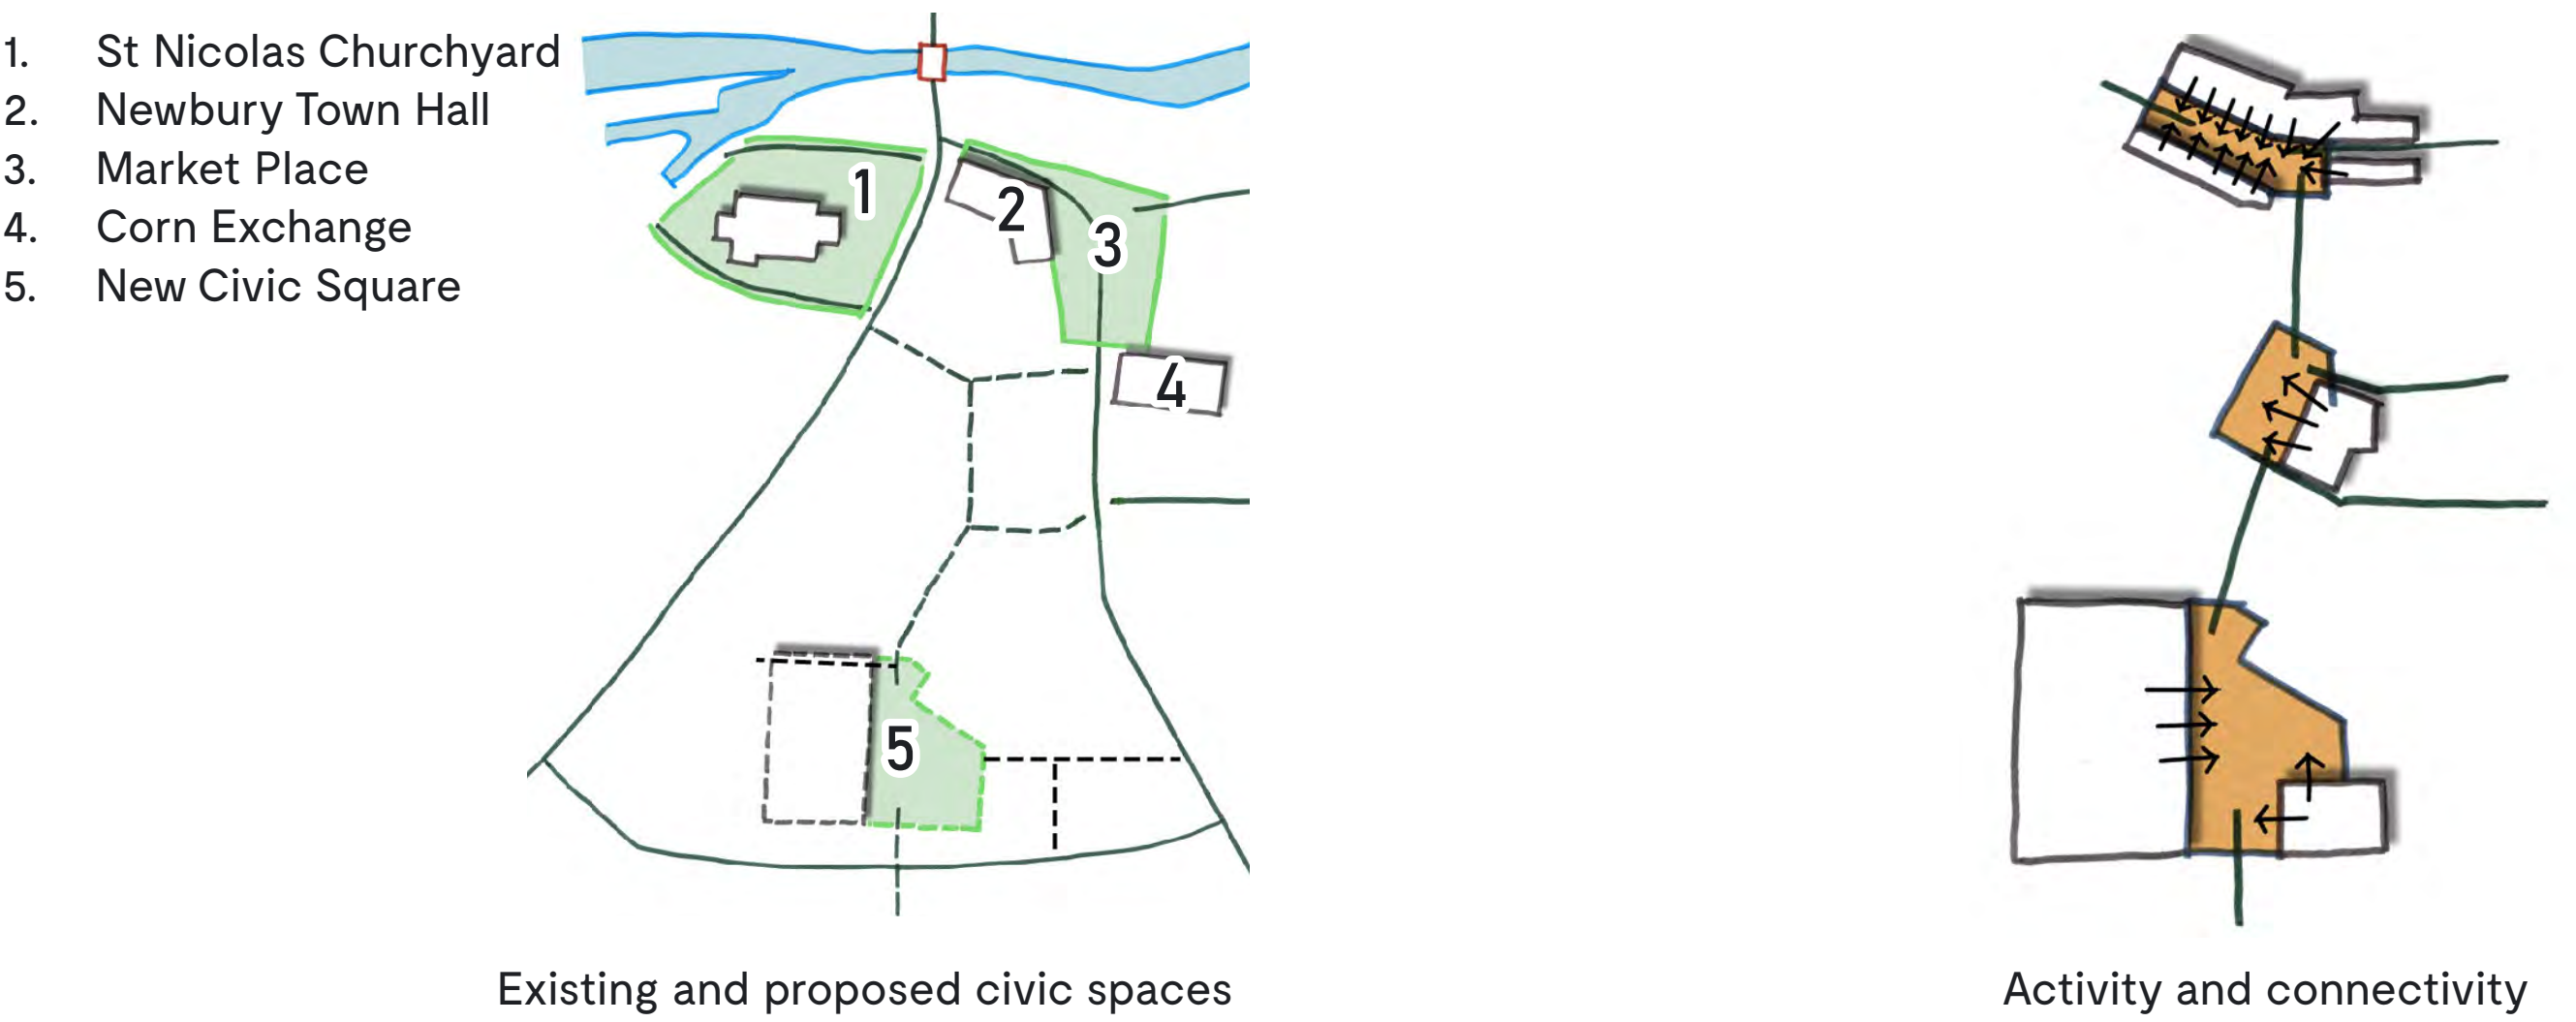 1. St Nicolas Churchyard
2. Newbury Town Hall
3. Market Place
4. Corn Exchange
5. New Civic Square
1
2
3
4
5
Existing and proposed civic spaces
Activity and connectivity